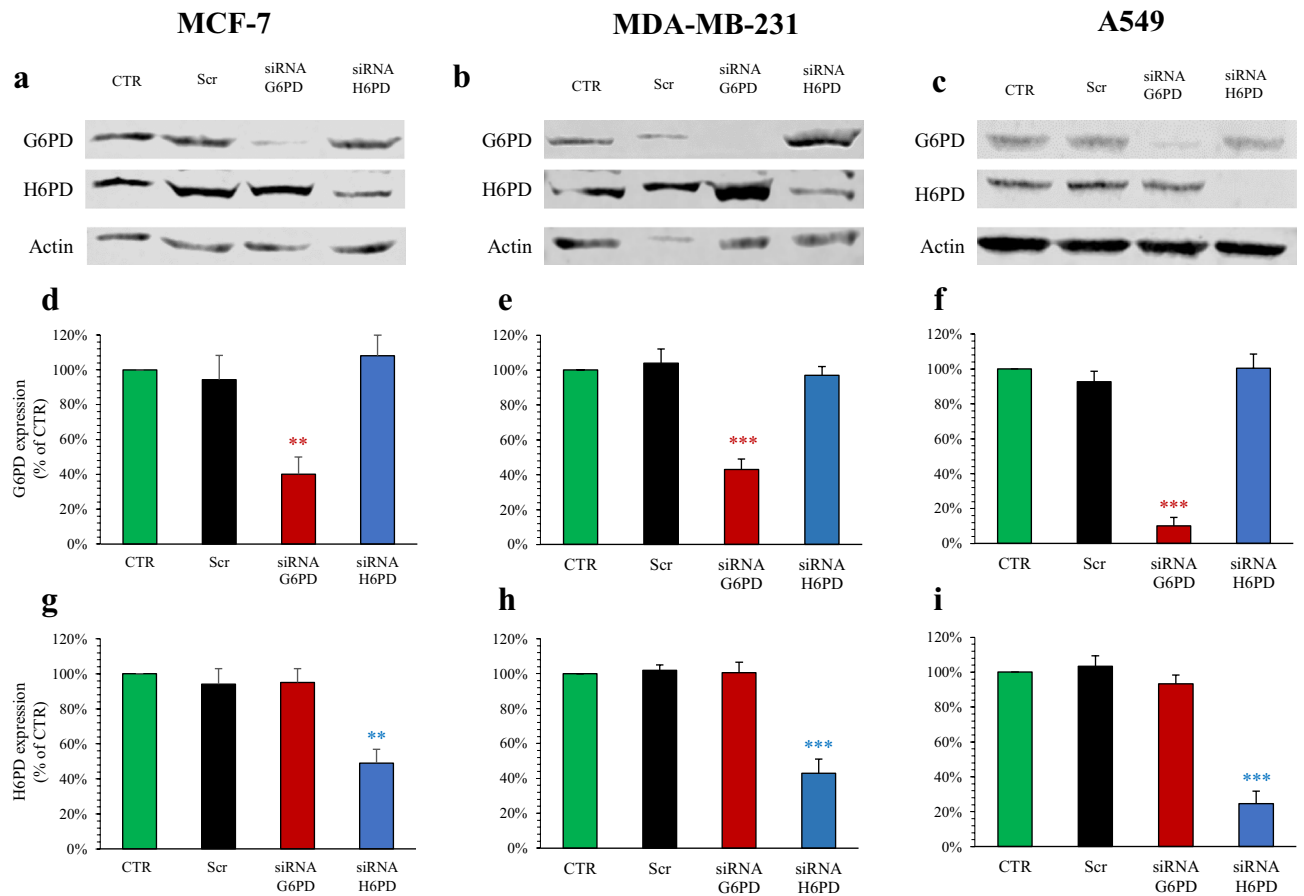 MCF-7
MDA-MB-231
A549
a
CTR
Scr
siRNA
G6PD
siRNA
H6PD
G6PD
H6PD
Actin
b
CTR
Scr
siRNA
G6PD
siRNA
H6PD
G6PD
H6PD
Actin
c
CTR
Scr
siRNA
G6PD
siRNA
H6PD
G6PD
H6PD
Actin
d
G6PD expression
(% of CTR)
120%
100%
80%
60%
40%
20%
0%
**
CTR
Scr
siRNA
G6PD
siRNA
H6PD
e
120%
100%
80%
60%
40%
20%
0%
***
CTR
Scr
siRNA
G6PD
siRNA
H6PD
f
120%
100%
80%
60%
40%
20%
0%
***
CTR
Scr
siRNA
G6PD
siRNA
H6PD
g
H6PD expression
(% of CTR)
120%
100%
80%
60%
40%
20%
0%
**
CTR
Scr
siRNA
G6PD
siRNA
H6PD
h
120%
100%
80%
60%
40%
20%
0%
***
CTR
Scr
siRNA
G6PD
siRNA
H6PD
i
120%
100%
80%
60%
40%
20%
0%
***
CTR
Scr
siRNA
G6PD
siRNA
H6PD